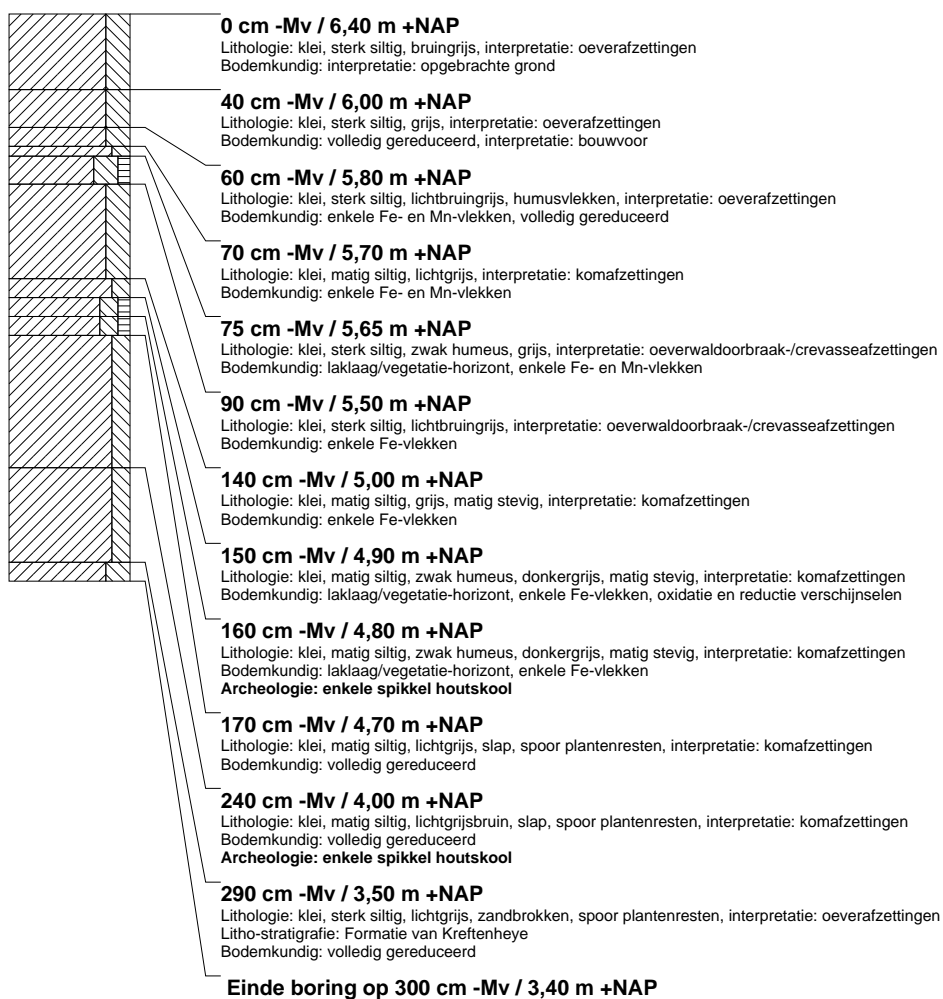 0 cm -Mv / 6,40 m +NAP
Lithologie: klei, sterk siltig, bruingrijs, interpretatie: oeverafzettingen
Bodemkundig: interpretatie: opgebrachte grond
40 cm -Mv / 6,00 m +NAP
Lithologie: klei, sterk siltig, grijs, interpretatie: oeverafzettingen
Bodemkundig: volledig gereduceerd, interpretatie: bouwvoor
60 cm -Mv / 5,80 m +NAP
Lithologie: klei, sterk siltig, lichtbruingrijs, humusvlekken, interpretatie: oeverafzettingen
Bodemkundig: enkele Fe- en Mn-vlekken, volledig gereduceerd
70 cm -Mv / 5,70 m +NAP
Lithologie: klei, matig siltig, lichtgrijs, interpretatie: komafzettingen
Bodemkundig: enkele Fe- en Mn-vlekken
75 cm -Mv / 5,65 m +NAP
Lithologie: klei, sterk siltig, zwak humeus, grijs, interpretatie: oeverwaldoorbraak-/crevasseafzettingen
Bodemkundig: laklaag/vegetatie-horizont, enkele Fe- en Mn-vlekken
90 cm -Mv / 5,50 m +NAP
Lithologie: klei, sterk siltig, lichtbruingrijs, interpretatie: oeverwaldoorbraak-/crevasseafzettingen
Bodemkundig: enkele Fe-vlekken
140 cm -Mv / 5,00 m +NAP
Lithologie: klei, matig siltig, grijs, matig stevig, interpretatie: komafzettingen
Bodemkundig: enkele Fe-vlekken
150 cm -Mv / 4,90 m +NAP
Lithologie: klei, matig siltig, zwak humeus, donkergrijs, matig stevig, interpretatie: komafzettingen
Bodemkundig: laklaag/vegetatie-horizont, enkele Fe-vlekken, oxidatie en reductie verschijnselen
160 cm -Mv / 4,80 m +NAP
Lithologie: klei, matig siltig, zwak humeus, donkergrijs, matig stevig, interpretatie: komafzettingen
Bodemkundig: laklaag/vegetatie-horizont, enkele Fe-vlekken
Archeologie: enkele spikkel houtskool
170 cm -Mv / 4,70 m +NAP
Lithologie: klei, matig siltig, lichtgrijs, slap, spoor plantenresten, interpretatie: komafzettingen
Bodemkundig: volledig gereduceerd
240 cm -Mv / 4,00 m +NAP
Lithologie: klei, matig siltig, lichtgrijsbruin, slap, spoor plantenresten, interpretatie: komafzettingen
Bodemkundig: volledig gereduceerd
Archeologie: enkele spikkel houtskool
290 cm -Mv / 3,50 m +NAP
Lithologie: klei, sterk siltig, lichtgrijs, zandbrokken, spoor plantenresten, interpretatie: oeverafzettingen
Litho-stratigrafie: Formatie van Kreftenheye
Bodemkundig: volledig gereduceerd
Einde boring op 300 cm -Mv / 3,40 m +NAP